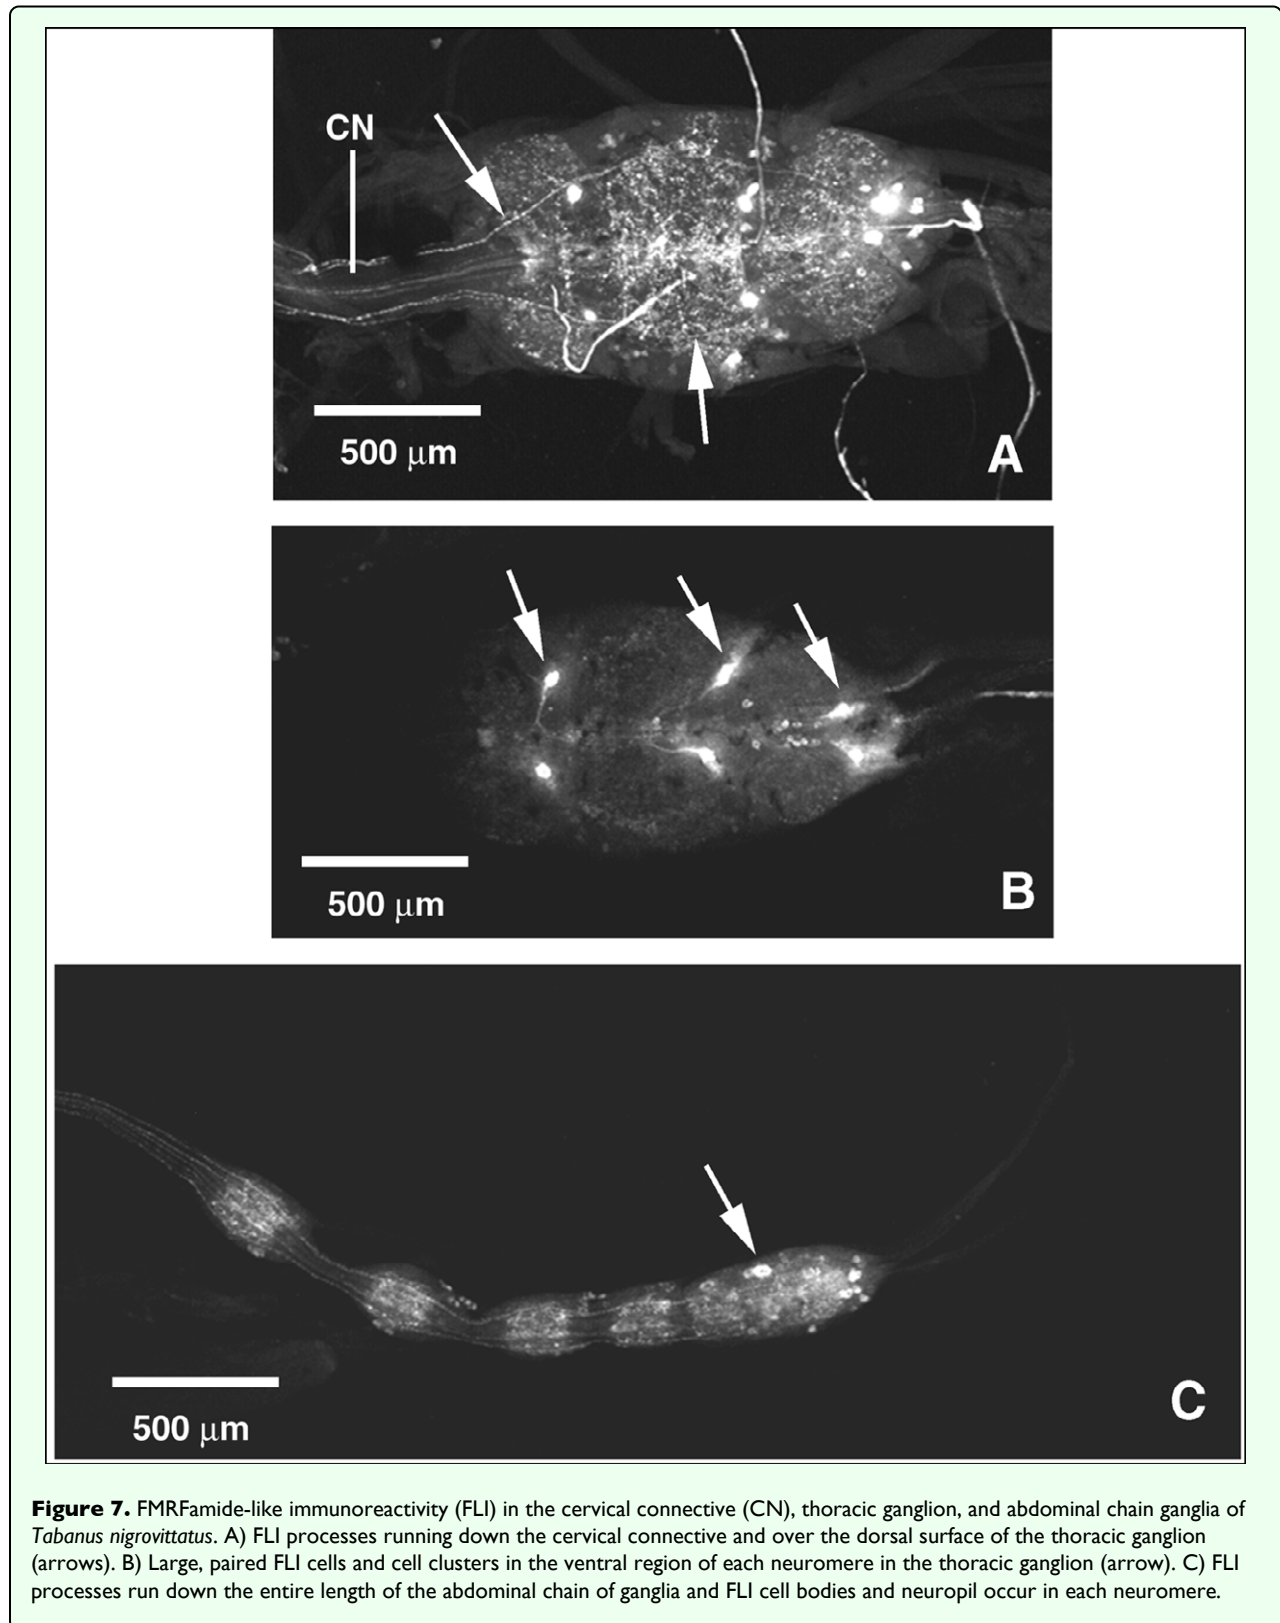 CN
500 μm
A
500 μm
B
500 μm
C
Figure 7. FMRFamide-like immunoreactivity (FLI) in the cervical connective (CN), thoracic ganglion, and abdominal chain ganglia of
Tabanus nigrovittatus. A) FLI processes running down the cervical connective and over the dorsal surface of the thoracic ganglion
(arrows). B) Large, paired FLI cells and cell clusters in the ventral region of each neuromere in the thoracic ganglion (arrow). C) FLI
processes run down the entire length of the abdominal chain of ganglia and FLI cell bodies and neuropil occur in each neuromere.